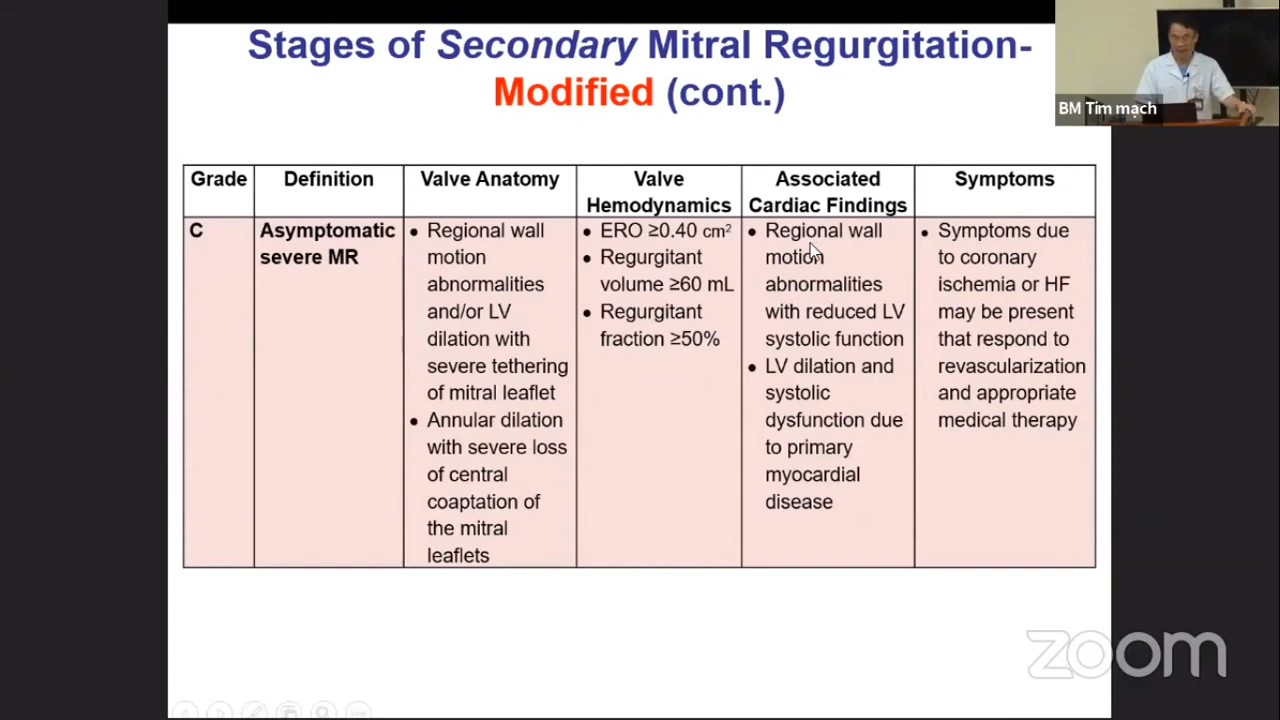 Stages of Secondary Mitral Regurgitation-
Modified (cont.)
BM Tim mạch
Grade
Definition
Valve Anatomy
Valve
Hemodynamics
Associated
Cardiac Findings
Symptoms
C
Asymptomatic
severe MR
• Regional wall
motion
abnormalities
and/or LV
dilation with
severe tethering
of mitral leaflet
• Annular dilation
with severe loss
of central
coaptation of
the mitral
leaflets
• ERO ≥0.40 cm²
• Regurgitant
volume ≥60 mL
• Regurgitant
fraction ≥50%
• Regional wall
motion
abnormalities
with reduced LV
systolic function
• LV dilation and
systolic
dysfunction due
to primary
myocardial
disease
• Symptoms due
to coronary
ischemia or HF
may be present
that respond to
revascularization
and appropriate
medical therapy
zoom